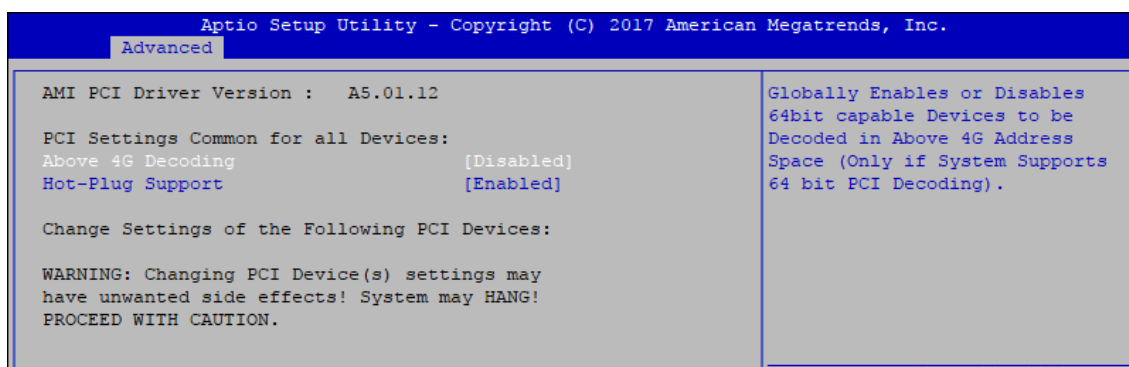 Aptio Setup Utility - Copyright (C) 2017 American Megatrends, Inc.
Advanced
AMI PCI Driver Version :   A5.01.12
PCI Settings Common for all Devices:
Above 4G Decoding [Disabled]
Hot-Plug Support [Enabled]
Change Settings of the Following PCI Devices:
WARNING: Changing PCI Device(s) settings may
have unwanted side effects! System may HANG!
PROCEED WITH CAUTION.
Globally Enables or Disables
64bit capable Devices to be
Decoded in Above 4G Address
Space (Only if System Supports
64 bit PCI Decoding).